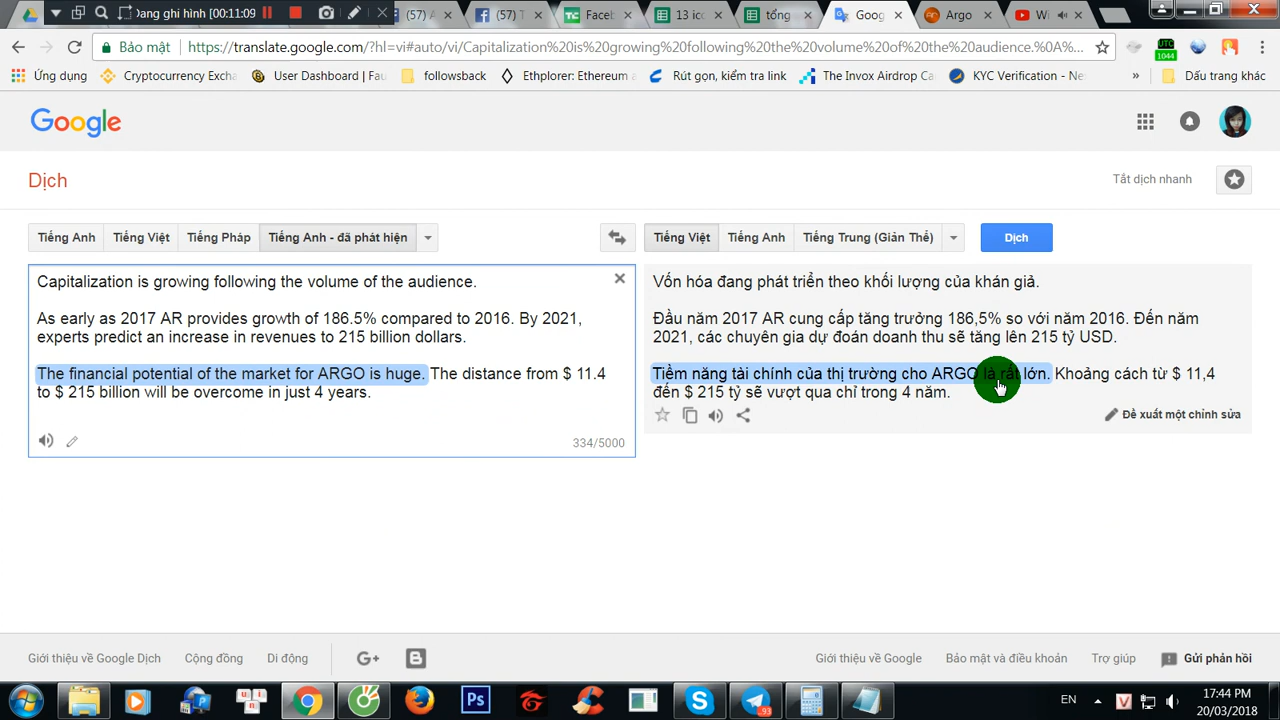 Đang ghi hình [00:11:09]
(57)
(57) T
Faceb
13 icc
tổng
Goog
Argo
Bảo mật
https://translate.google.com/?hl=vi#auto/vi/Capitalization%20is%20growing%20following%20the%20volume%20of%20the%20audience.%0A%...
UTC
1044
Ứng dụng
Cryptocurrency Excha
User Dashboard | Fau
followsback
Ethplorer: Ethereum
Rút gọn, kiểm tra link
The Invox Airdrop Ca
KYC Verification - Ne
»
Dấu trang khác
Google
Dịch
Tắt dịch nhanh
Tiếng Anh
Tiếng Việt
Tiếng Pháp
Tiếng Anh - đã phát hiện
Tiếng Việt
Tiếng Anh
Tiếng Trung (Giản Thể)
Dịch
Capitalization is growing following the volume of the audience.
As early as 2017 AR provides growth of 186.5% compared to 2016. By 2021,
experts predict an increase in revenues to 215 billion dollars.
The financial potential of the market for ARGO is huge. The distance from $ 11.4
to $ 215 billion will be overcome in just 4 years.
334/5000
Vốn hóa đang phát triển theo khối lượng của khán giả.
Đầu năm 2017 AR cung cấp tăng trưởng 186,5% so với năm 2016. Đến năm
2021, các chuyên gia dự đoán doanh thu sẽ tăng lên 215 tỷ USD.
Tiềm năng tài chính của thị trường cho ARGO là rất lớn. Khoảng cách từ $ 11,4
đến $ 215 tỷ sẽ vượt qua chỉ trong 4 năm.
Đề xuất một chỉnh sửa
Giới thiệu về Google Dịch
Cộng đồng
Di động
G+
Giới thiệu về Google
Bảo mật và điều khoản
Trợ giúp
Gửi phản hồi
Ps
93
EN
V
17:44 PM
20/03/2018